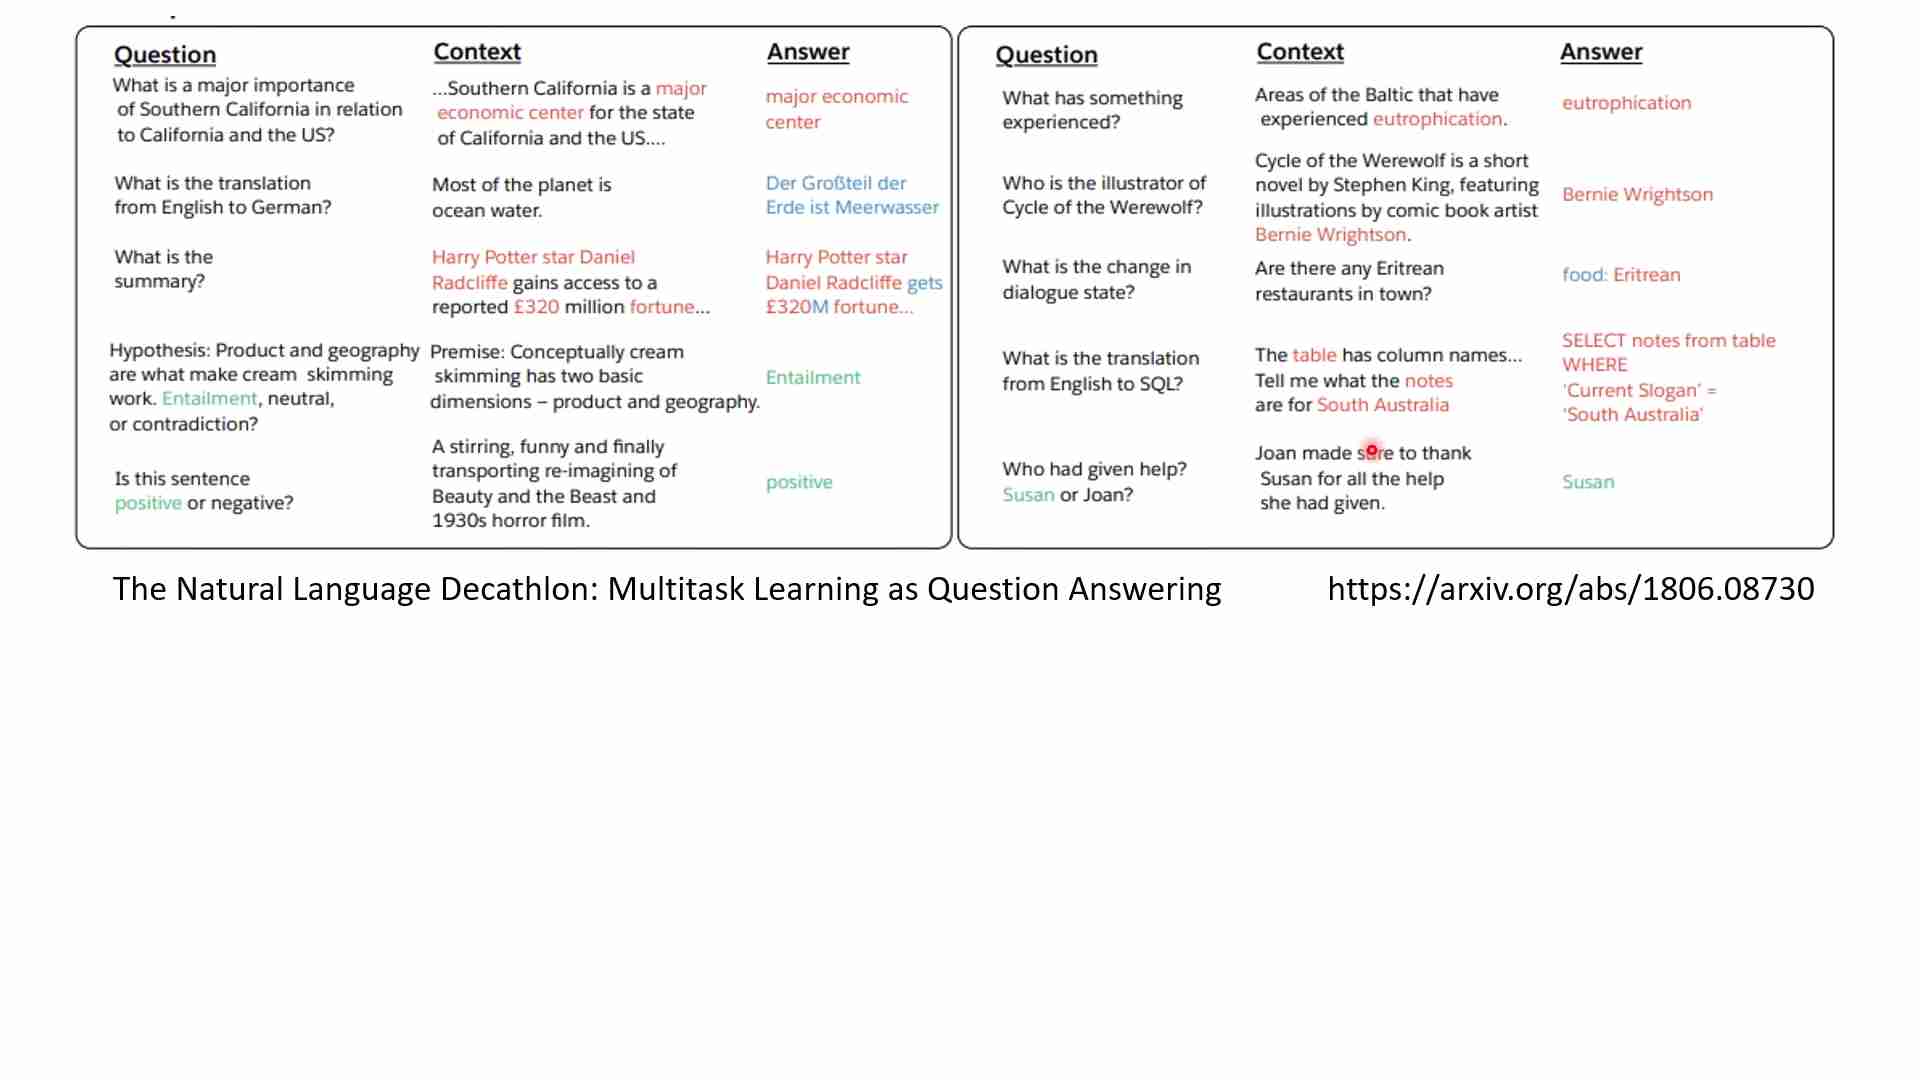 Question Context Answer
What is a major importance
of Southern California in relation
to California and the US?
...Southern California is a major
economic center for the state
of California and the US....
major economic
center
What is the translation
from English to German?
Most of the planet is
ocean water.
Der Großteil der
Erde ist Meerwasser
What is the
summary?
Harry Potter star Daniel
Radcliffe gains access to a
reported £320 million fortune...
Harry Potter star
Daniel Radcliffe gets
£320M fortune...
Hypothesis: Product and geography
are what make cream skimming
work. Entailment, neutral,
or contradiction?
Premise: Conceptually cream
skimming has two basic
dimensions – product and geography.
Entailment
Is this sentence
positive or negative?
A stirring, funny and finally
transporting re-imagining of
Beauty and the Beast and
1930s horror film.
positive
Question Context Answer
What has something
experienced?
Areas of the Baltic that have
experienced eutrophication.
eutrophication
Who is the illustrator of
Cycle of the Werewolf?
Cycle of the Werewolf is a short
novel by Stephen King, featuring
illustrations by comic book artist
Bernie Wrightson.
Bernie Wrightson
What is the change in
dialogue state?
Are there any Eritrean
restaurants in town?
food: Eritrean
What is the translation
from English to SQL?
The table has column names...
Tell me what the notes
are for South Australia
SELECT notes from table
WHERE
'Current Slogan' =
'South Australia'
Who had given help?
Susan or Joan?
Joan made sure to thank
Susan for all the help
she had given.
Susan
The Natural Language Decathlon: Multitask Learning as Question Answering
https://arxiv.org/abs/1806.08730